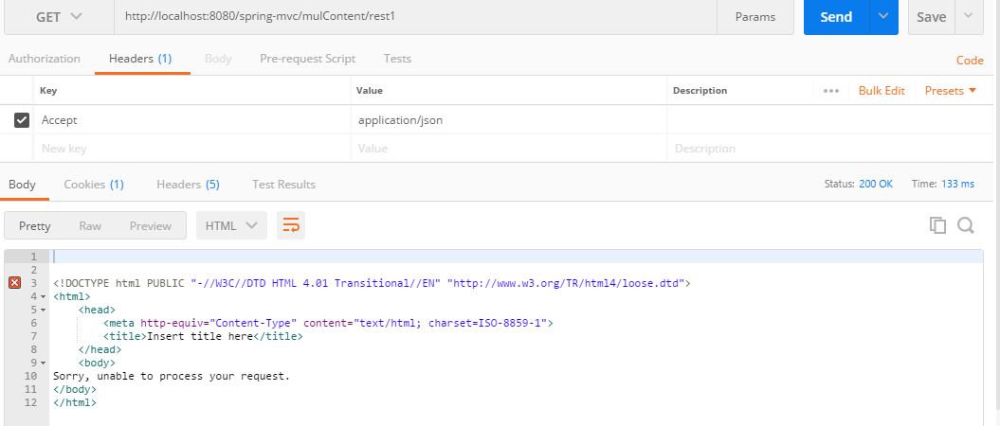 GET http://localhost:8080/spring-mvc/mulContent/rest1 Params Send Save
Authorization Headers (1) Body Pre-request Script Tests Code
Key Value Description ••• Bulk Edit Presets
Accept application/json
New key Value Description
Body Cookies (1) Headers (5) Test Results Status: 200 OK Time: 133 ms
Pretty Raw Preview HTML
1
2
3 <!DOCTYPE html PUBLIC "-//W3C//DTD HTML 4.01 Transitional//EN" "http://www.w3.org/TR/html4/loose.dtd">
4 <html>
5 <head>
6 <meta http-equiv="Content-Type" content="text/html; charset=ISO-8859-1">
7 <title>Insert title here</title>
8 </head>
9 <body>
10 Sorry, unable to process your request.
11 </body>
12 </html>